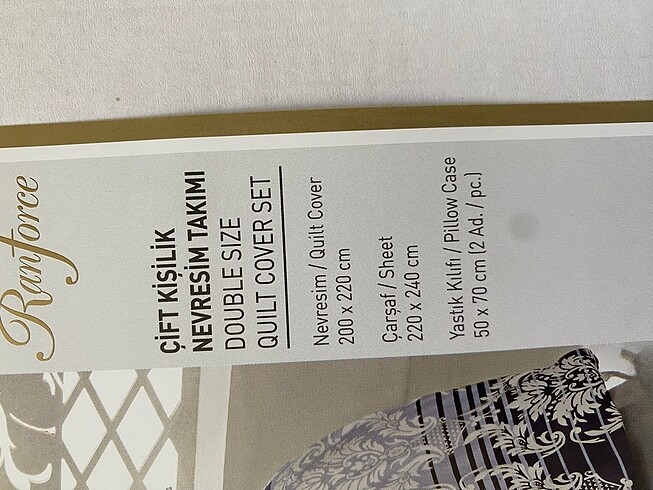 Ranforce
ÇİFT KİŞİLİK
NEVRESİM TAKIMI
DOUBLE SIZE
QUILT COVER SET
Nevresim / Quilt Cover
200 x 220 cm
Çarşaf / Sheet
220 x 240 cm
Yastık Kılıfı / Pillow Case
50 x 70 cm (2 Ad. / pc.)